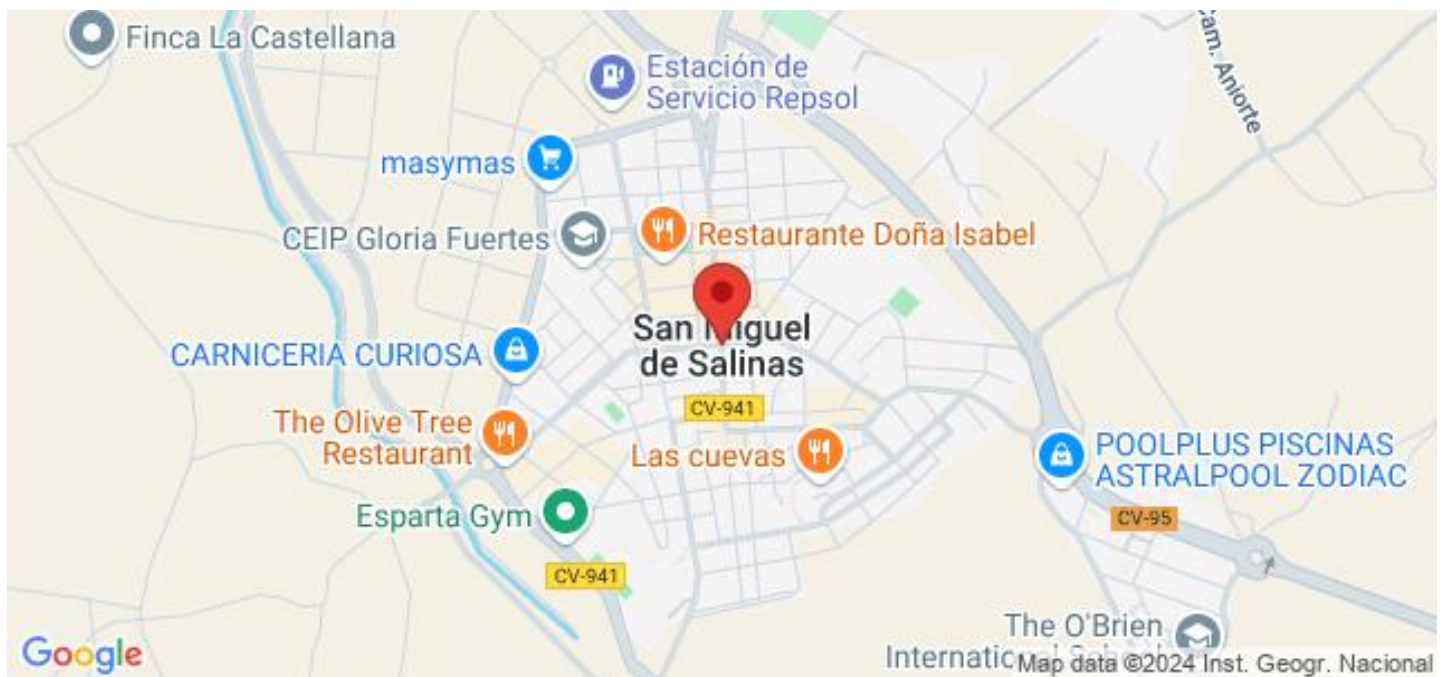 Finca La Castellana
Estación de
Servicio Repsol
Cam. Aniorte
masymas
CEIP Gloria Fuertes
Restaurante Doña Isabel
San Miguel
de Salinas
CARNICERIA CURIOSA
CV-941
The Olive Tree
Restaurant
Las cuevas
POOLPLUS PISCINAS
ASTRALPOOL ZODIAC
Esparta Gym
CV-95
CV-941
The O'Brien
International
Google
Map data ©2024 Inst. Geogr. Nacional